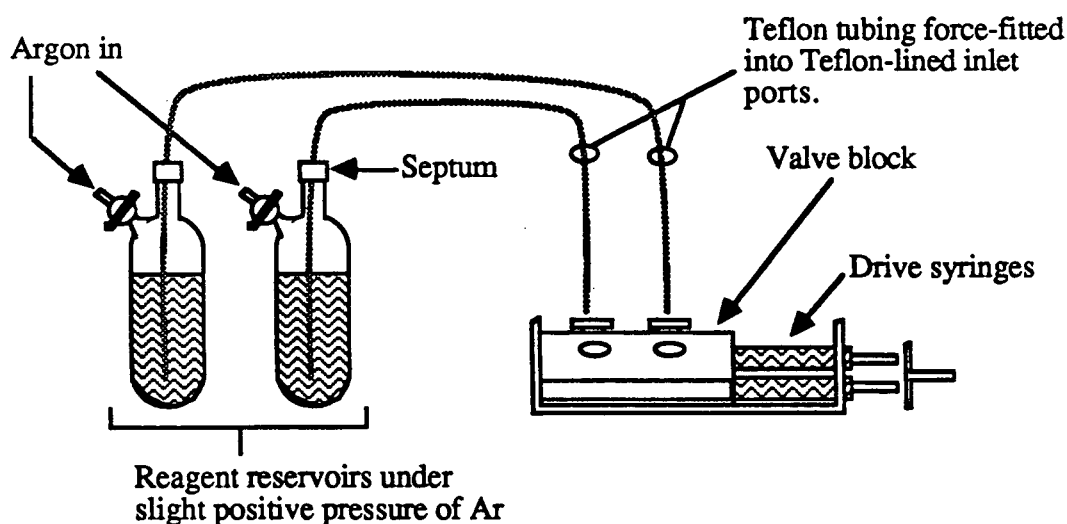 Argon in
Teflon tubing force-fitted
into Teflon-lined inlet
ports.
Septum
Valve block
Drive syringes
Reagent reservoirs under
slight positive pressure of Ar